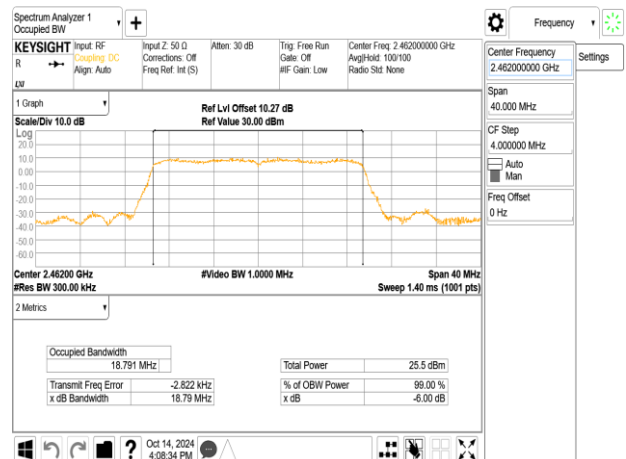 Spectrum Analyzer 1
Occupied BW
Frequency
KEYSIGHT
R
Input: RF
Coupling: DC
Align: Auto
Input Z: 50 Ω
Corrections: Off
Freq Ref: Int (S)
Atten: 30 dB
Trig: Free Run
Gate: Off
#IF Gain: Low
Center Freq: 2.462000000 GHz
Avg|Hold: 100/100
Radio Std: None
1 Graph
Scale/Div 10.0 dB
Ref Lvl Offset 10.27 dB
Ref Value 30.00 dBm
Log
20.0
10.0
0.00
-10.0
-20.0
-30.0
-40.0
-50.0
-60.0
Center 2.46200 GHz
#Res BW 300.00 kHz
#Video BW 1.0000 MHz
Span 40 MHz
Sweep 1.40 ms (1001 pts)
2 Metrics
Occupied Bandwidth
18.791 MHz
Transmit Freq Error -2.822 kHz
x dB Bandwidth 18.79 MHz
Total Power 25.5 dBm
% of OBW Power 99.00 %
x dB -6.00 dB
Oct 14, 2024
4:08:34 PM
Center Frequency
2.462000000 GHz
Span
40.000 MHz
CF Step
4.000000 MHz
Auto
Man
Freq Offset
0 Hz
Settings